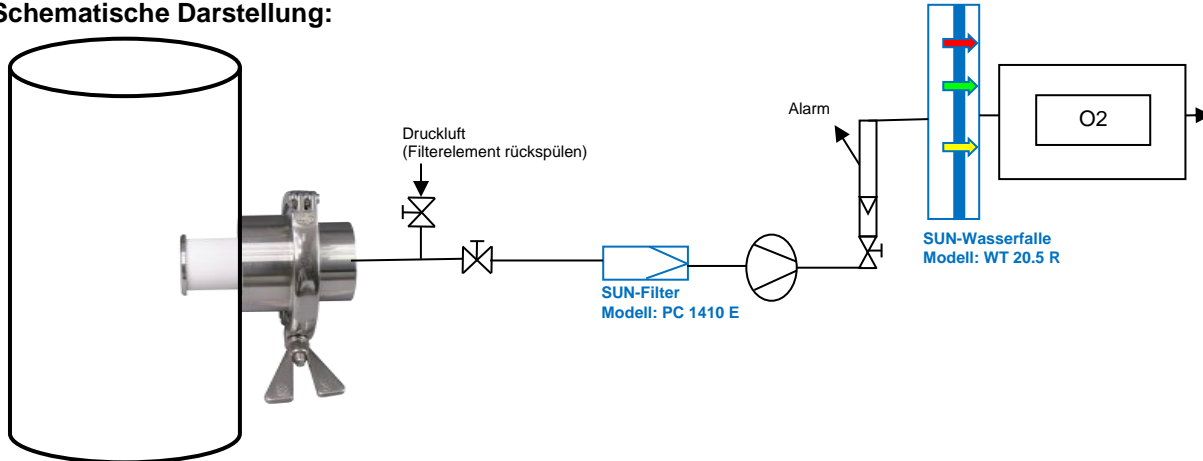 Schematische Darstellung:
Druckluft
(Filterelement rückspülen)
Alarm
O2
SUN-Wasserfalle
Modell: WT 20.5 R
SUN-Filter
Modell: PC 1410 E